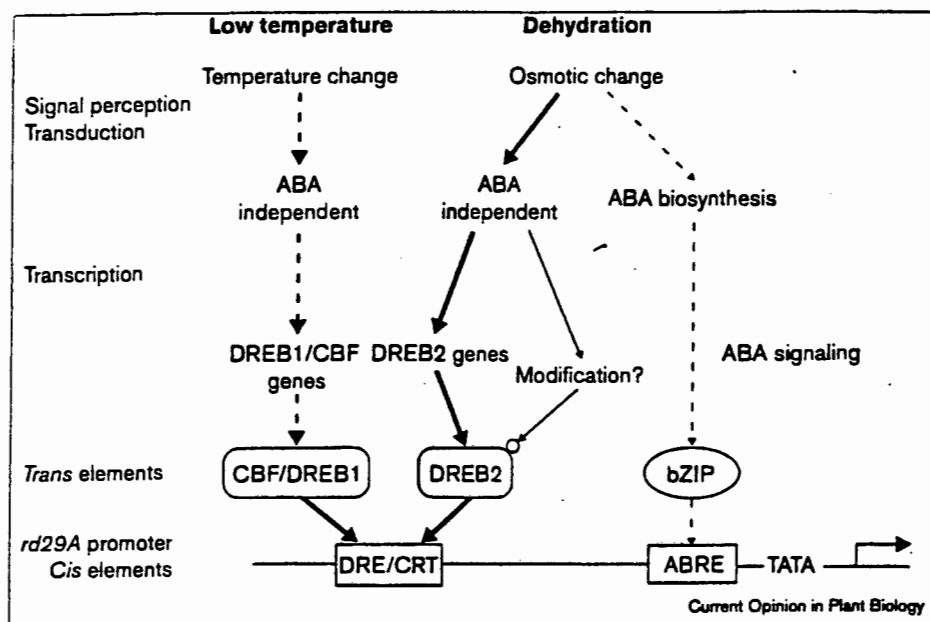 Low temperature Dehydration
Temperature change Osmotic change
Signal perception
Transduction
ABA
independent
ABA
independent
ABA biosynthesis
Transcription
DREB1/CBF
genes
DREB2 genes
Modification?
ABA signaling
Trans elements CBF/DREB1 DREB2 bZIP
rd29A promoter
Cis elements
DRE/CRT ABRE TATA
Current Opinion in Plant Biology